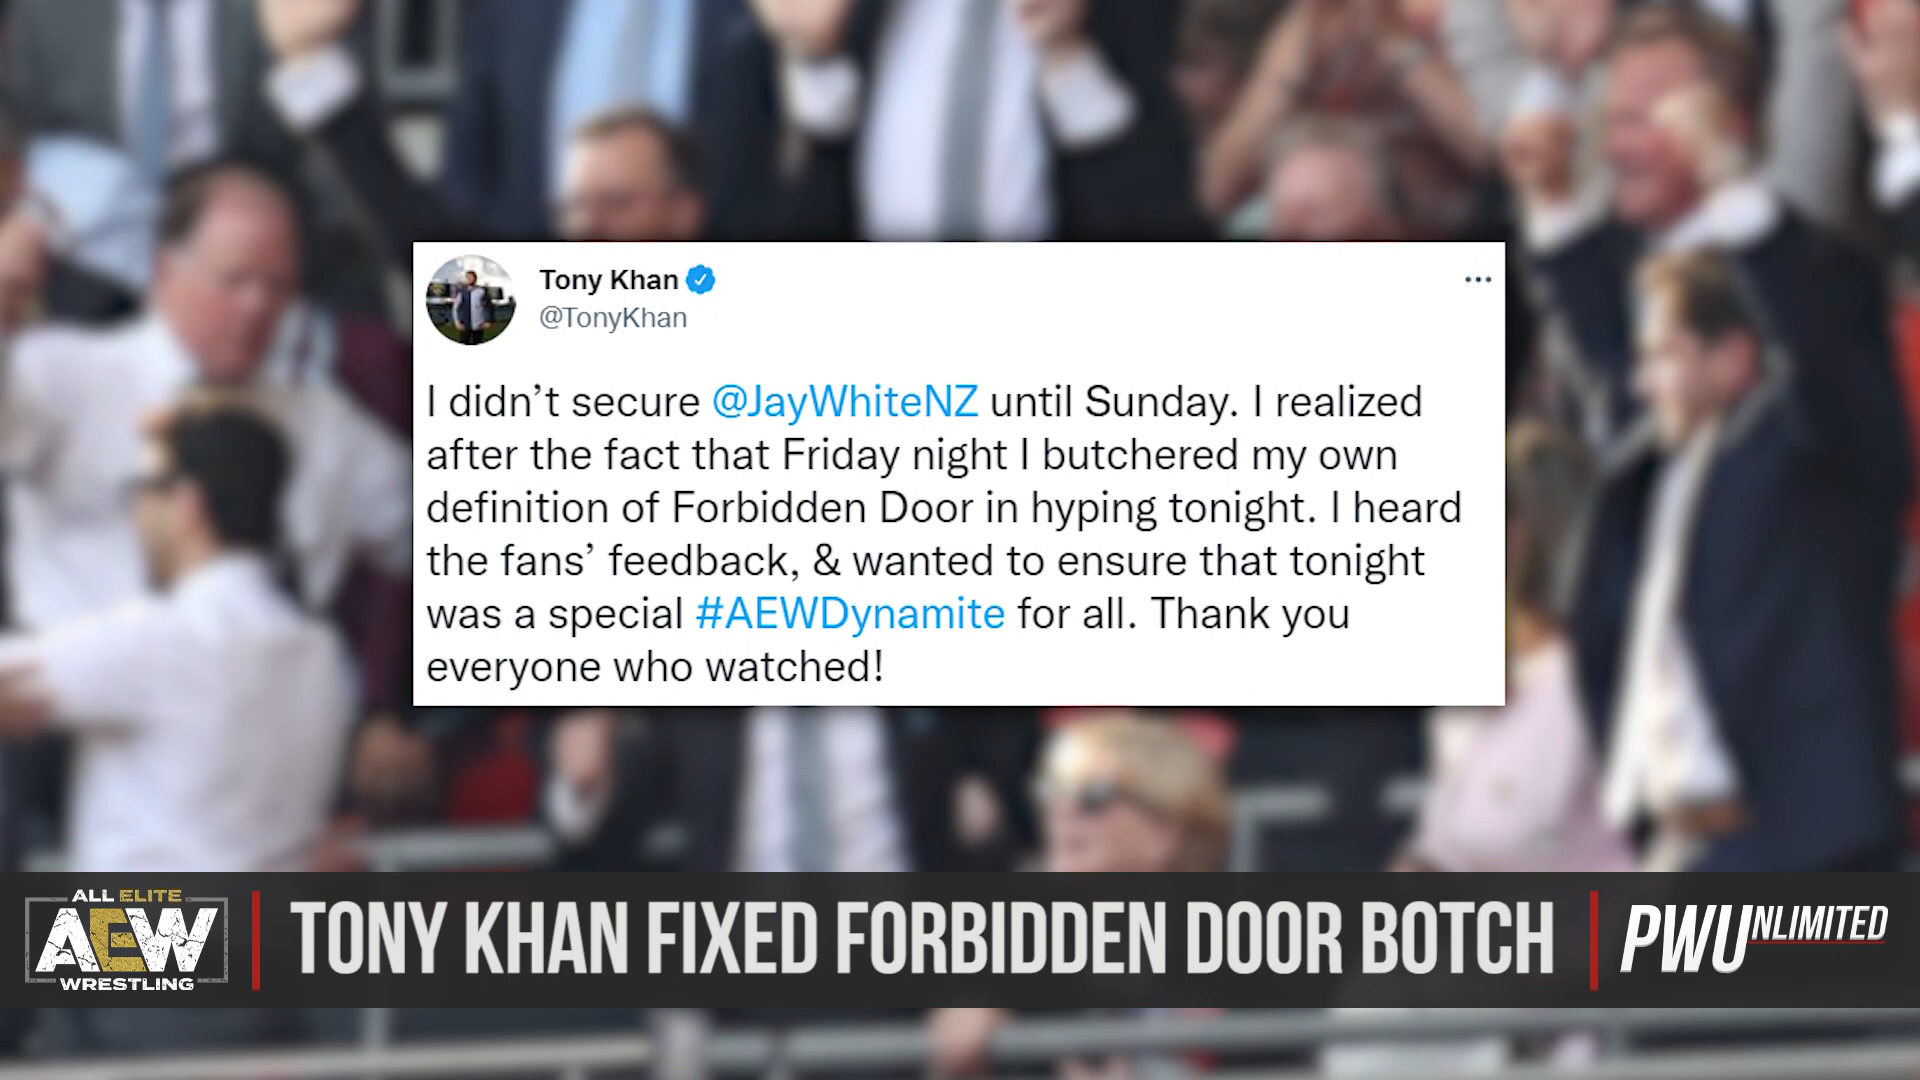 Tony Khan
@TonyKhan
I didn’t secure @JayWhiteNZ until Sunday. I realized
after the fact that Friday night I butchered my own
definition of Forbidden Door in hyping tonight. I heard
the fans’ feedback, & wanted to ensure that tonight
was a special #AEWDynamite for all. Thank you
everyone who watched!
ALL ELITE
AEW
WRESTLING
TONY KHAN FIXED FORBIDDEN DOOR BOTCH
PWUNLIMITED